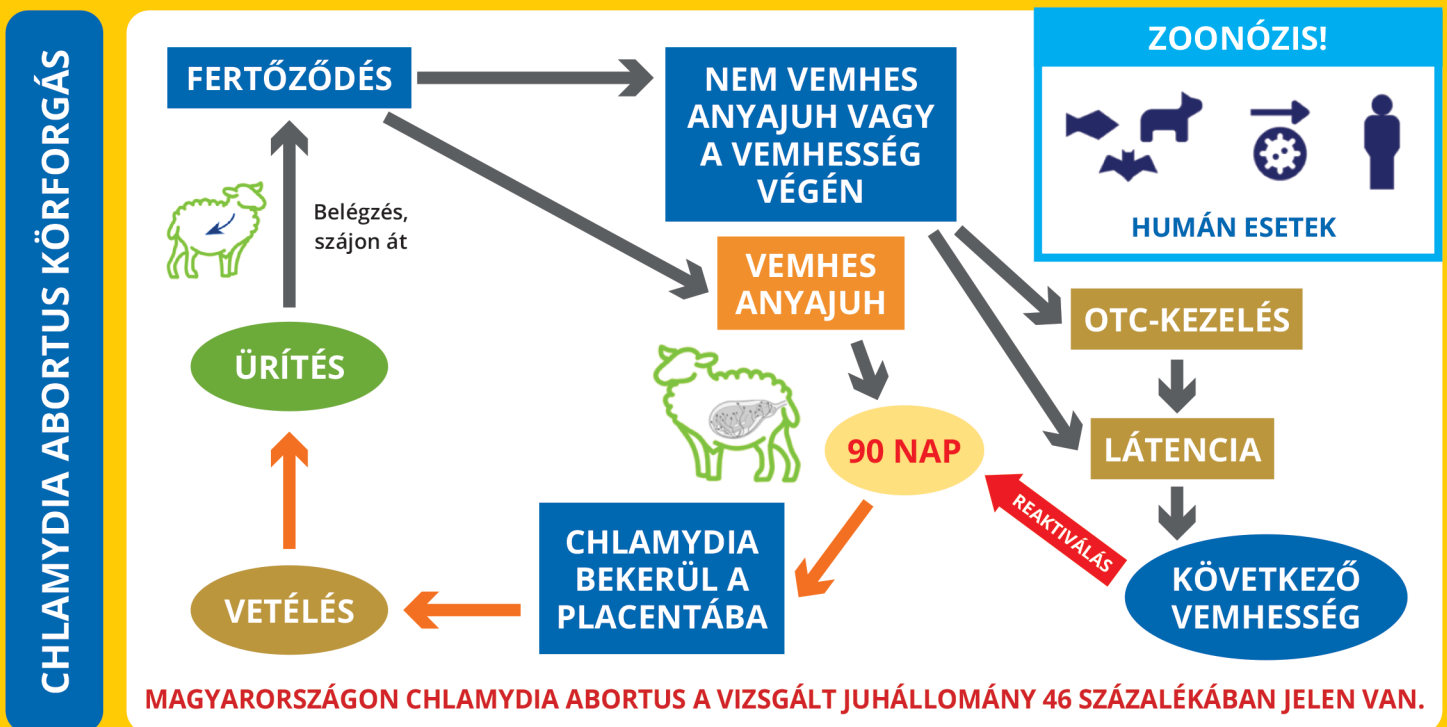 CHLAMYDIA ABORTUS KÖRFORGÁS
FERTŐZŐDÉS
NEM VEMHES
ANYAJUH VAGY
A VEMHESSÉG
VÉGÉN
ZOONÓZIS!
HUMÁN ESETEK
Belégzés,
szájon át
VEMHES
ANYAJUH
OTC-KEZELÉS
ÜRÍTÉS
90 NAP
LÁTENCIA
REAKTIVÁLÁS
CHLAMYDIA
BEKERÜL A
PLACENTÁBA
KÖVETKEZŐ
VEMHESSÉG
VETÉLÉS
MAGYARORSZÁGON CHLAMYDIA ABORTUS A VIZSGÁLT JUHÁLLOMÁNY 46 SZÁZALÉKÁBAN JELEN VAN.